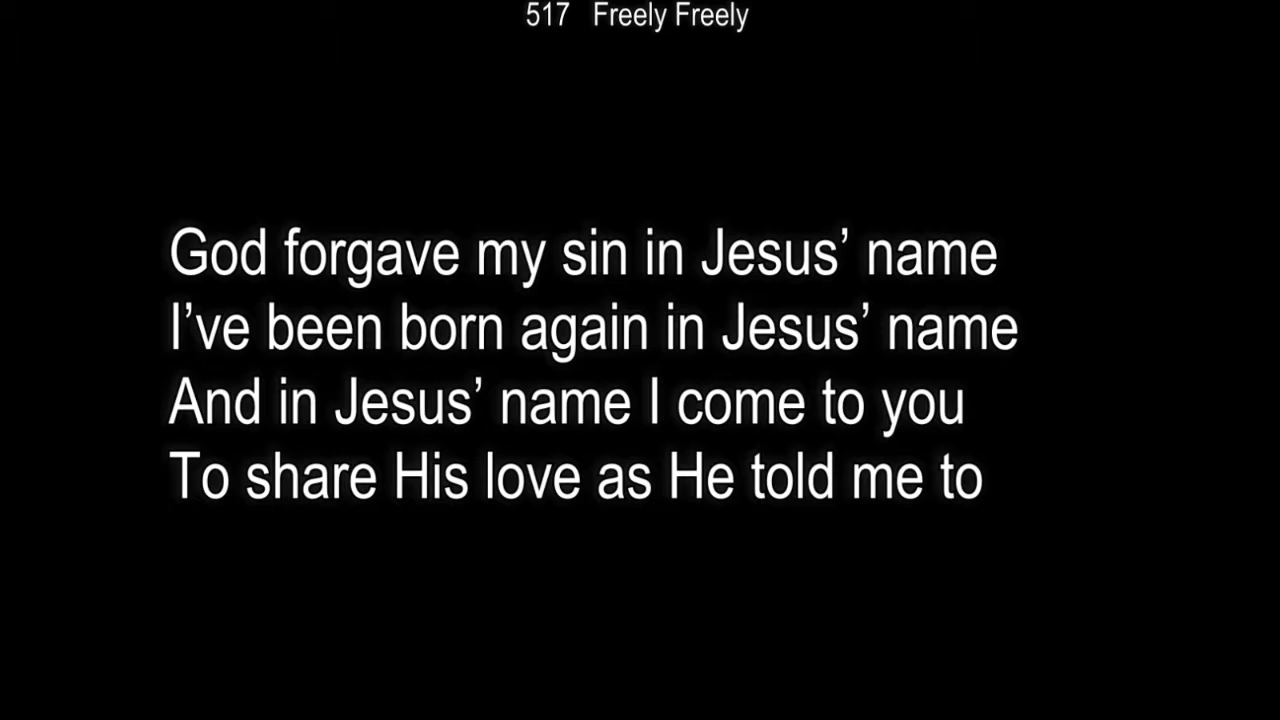 517 Freely Freely
God forgave my sin in Jesus’ name
I’ve been born again in Jesus’ name
And in Jesus’ name I come to you
To share His love as He told me to